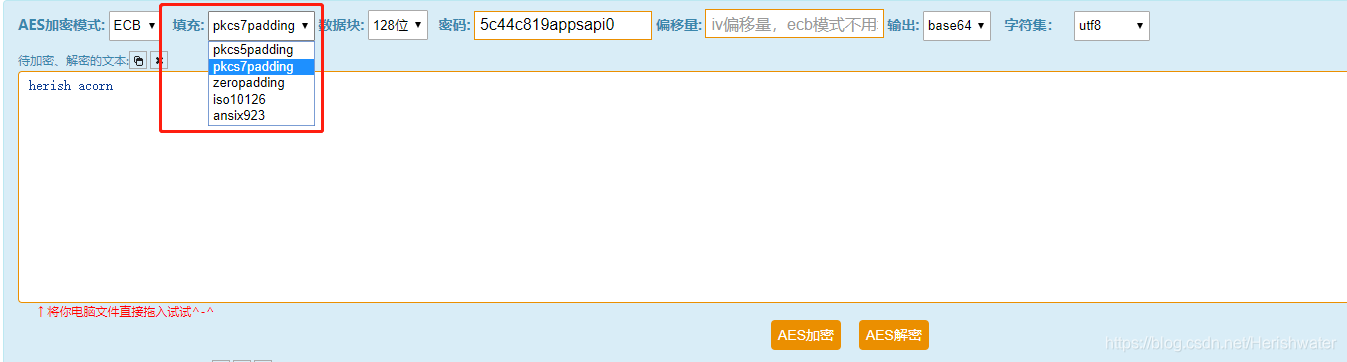 AES加密模式: ECB 填充: pkcs7padding 数据块: 128位 密码: 5c44c819appsapi0 偏移量: iv偏移量，ecb模式不用 输出: base64 字符集： utf8
pkcs5padding
pkcs7padding
zeropadding
iso10126
ansix923
待加密、解密的文本:
herish acorn
↑将你电脑文件直接拖入试试^-^
AES加密 AES解密
https://blog.csdn.net/Herishwater